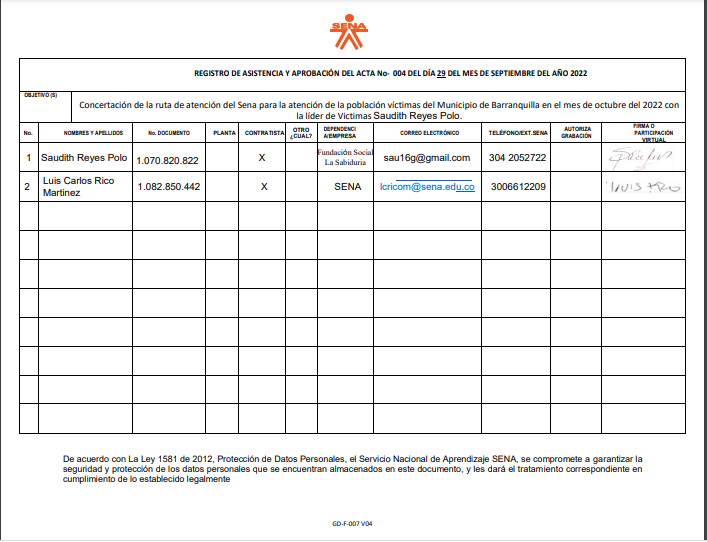 SENA
REGISTRO DE ASISTENCIA Y APROBACIÓN DEL ACTA No- 004 DEL DÍA 29 DEL MES DE SEPTIEMBRE DEL AÑO 2022
OBJETIVO (S)
Concertación de la ruta de atención del Sena para la atención de la población víctimas del Municipio de Barranquilla en el mes de octubre del 2022 con
la líder de Victimas Saudith Reyes Polo.
No. NOMBRES Y APELLIDOS No. DOCUMENTO PLANTA CONTRATISTA OTRO ¿CUAL? DEPENDENCI A/EMPRESA CORREO ELECTRÓNICO TELÉFONO/EXT.SENA AUTORIZA GRABACIÓN FIRMA O PARTICIPACIÓN VIRTUAL
1 Saudith Reyes Polo 1.070.820.822 X Fundación Social La Sabiduria sau16g@gmail.com 304 2052722
2 Luis Carlos Rico Martinez 1.082.850.442 X SENA lcricom@sena.edu.co 3006612209
De acuerdo con La Ley 1581 de 2012, Protección de Datos Personales, el Servicio Nacional de Aprendizaje SENA, se compromete a garantizar la
seguridad y protección de los datos personales que se encuentran almacenados en este documento, y les dará el tratamiento correspondiente en
cumplimiento de lo establecido legalmente
GD-F-007 V04